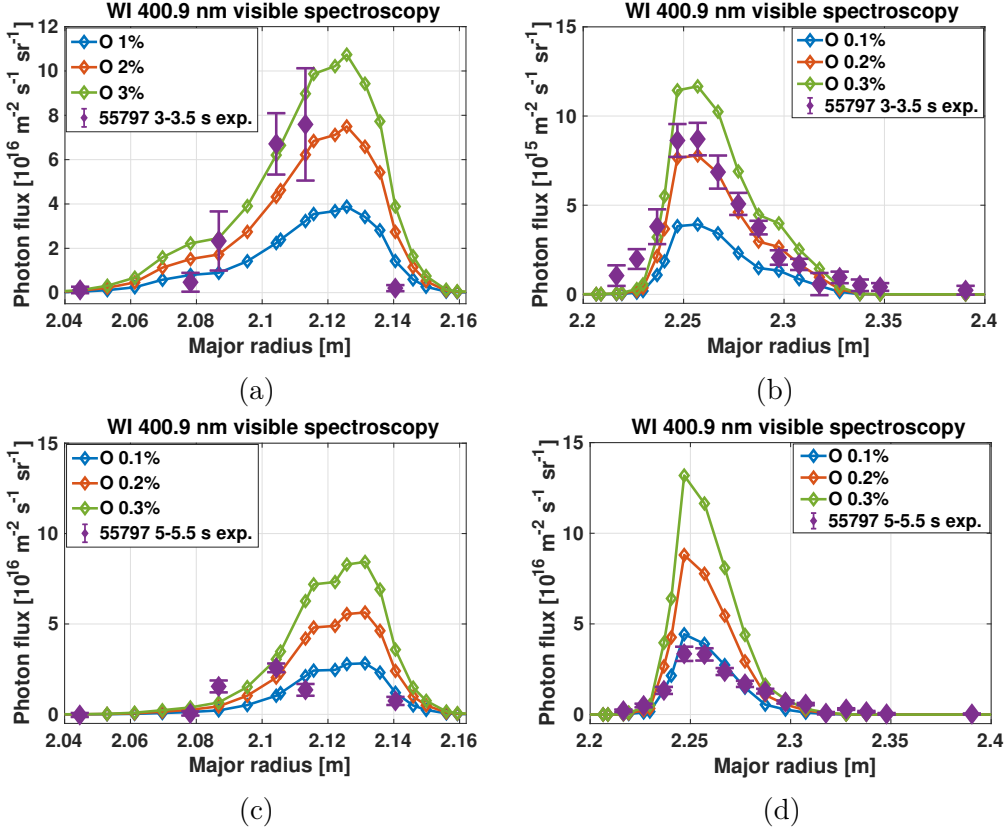 WI 400.9 nm visible spectroscopy
Photon flux [10^16 m^-2 s^-1 sr^-1]
12
10
8
6
4
2
0
O 1%
O 2%
O 3%
55797 3-3.5 s exp.
2.04 2.06 2.08 2.1 2.12 2.14 2.16
Major radius [m]
(a)
WI 400.9 nm visible spectroscopy
Photon flux [10^15 m^-2 s^-1 sr^-1]
15
10
5
0
O 0.1%
O 0.2%
O 0.3%
55797 3-3.5 s exp.
2.2 2.25 2.3 2.35 2.4
Major radius [m]
(b)
WI 400.9 nm visible spectroscopy
Photon flux [10^16 m^-2 s^-1 sr^-1]
15
10
5
0
O 0.1%
O 0.2%
O 0.3%
55797 5-5.5 s exp.
2.04 2.06 2.08 2.1 2.12 2.14 2.16
Major radius [m]
(c)
WI 400.9 nm visible spectroscopy
Photon flux [10^16 m^-2 s^-1 sr^-1]
15
10
5
0
O 0.1%
O 0.2%
O 0.3%
55797 5-5.5 s exp.
2.2 2.25 2.3 2.35 2.4
Major radius [m]
(d)